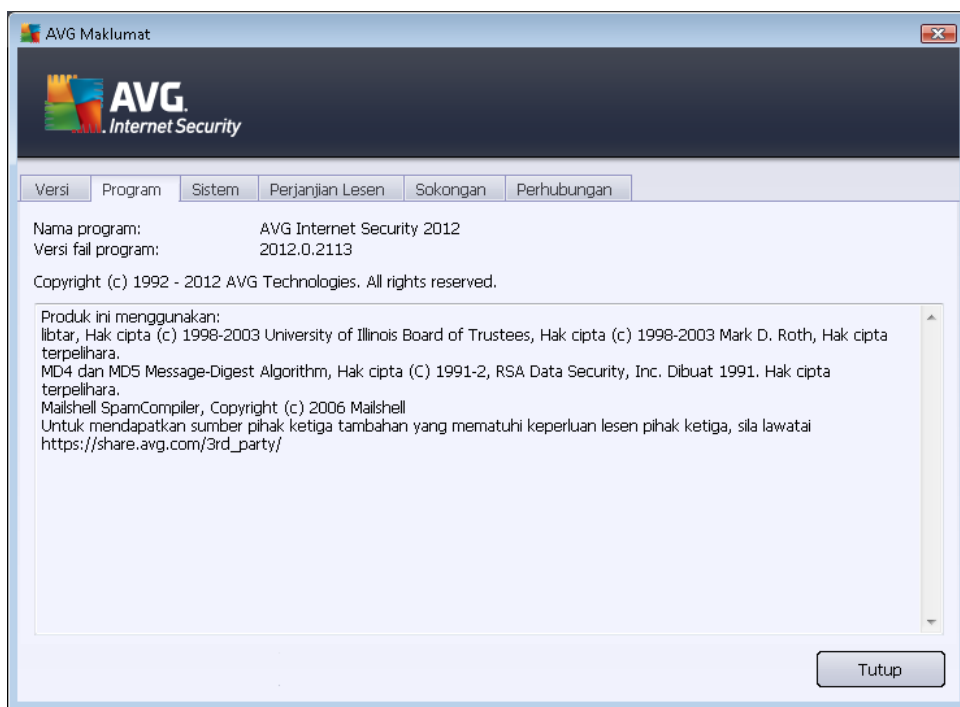 AVG Maklumat
AVG.
Internet Security
Versi Program Sistem Perjanjian Lesen Sokongan Perhubungan
Nama program: AVG Internet Security 2012
Versi fail program: 2012.0.2113
Copyright (c) 1992 - 2012 AVG Technologies. All rights reserved.
Produk ini menggunakan:
libtar, Hak cipta (c) 1998-2003 University of Illinois Board of Trustees, Hak cipta (c) 1998-2003 Mark D. Roth, Hak cipta
terpelihara.
MD4 dan MD5 Message-Digest Algorithm, Hak cipta (C) 1991-2, RSA Data Security, Inc. Dibuat 1991. Hak cipta
terpelihara.
Mailshell SpamCompiler, Copyright (c) 2006 Mailshell
Untuk mendapatkan sumber pihak ketiga tambahan yang mematuhi keperluan lesen pihak ketiga, sila lawatai
https://share.avg.com/3rd_party/
Tutup